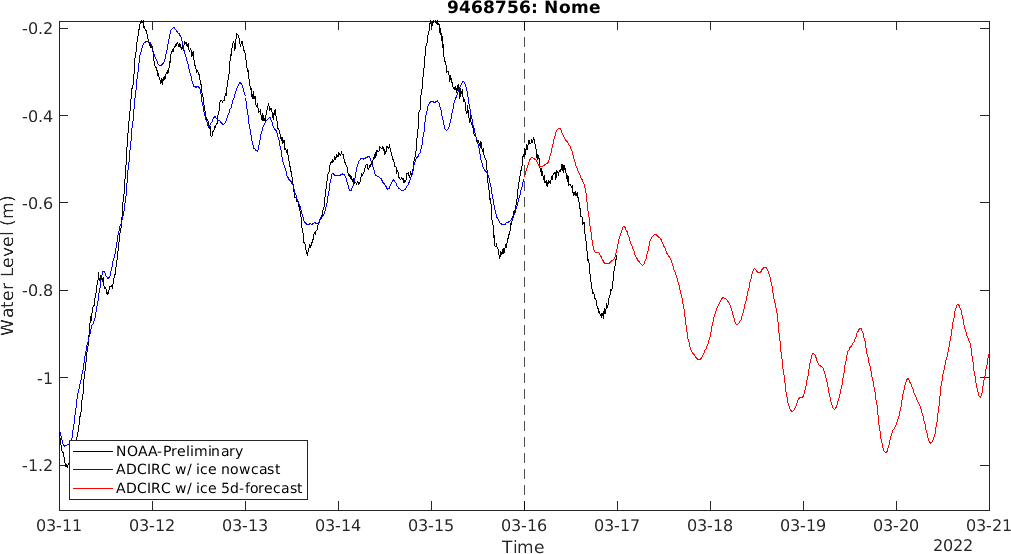 9468756: Nome
-0.2
-0.4
-0.6
-0.8
-1
-1.2
Water Level (m)
NOAA-Preliminary
ADCIRC w/ ice nowcast
ADCIRC w/ ice 5d-forecast
03-11 03-12 03-13 03-14 03-15 03-16 03-17 03-18 03-19 03-20 03-21
Time
2022